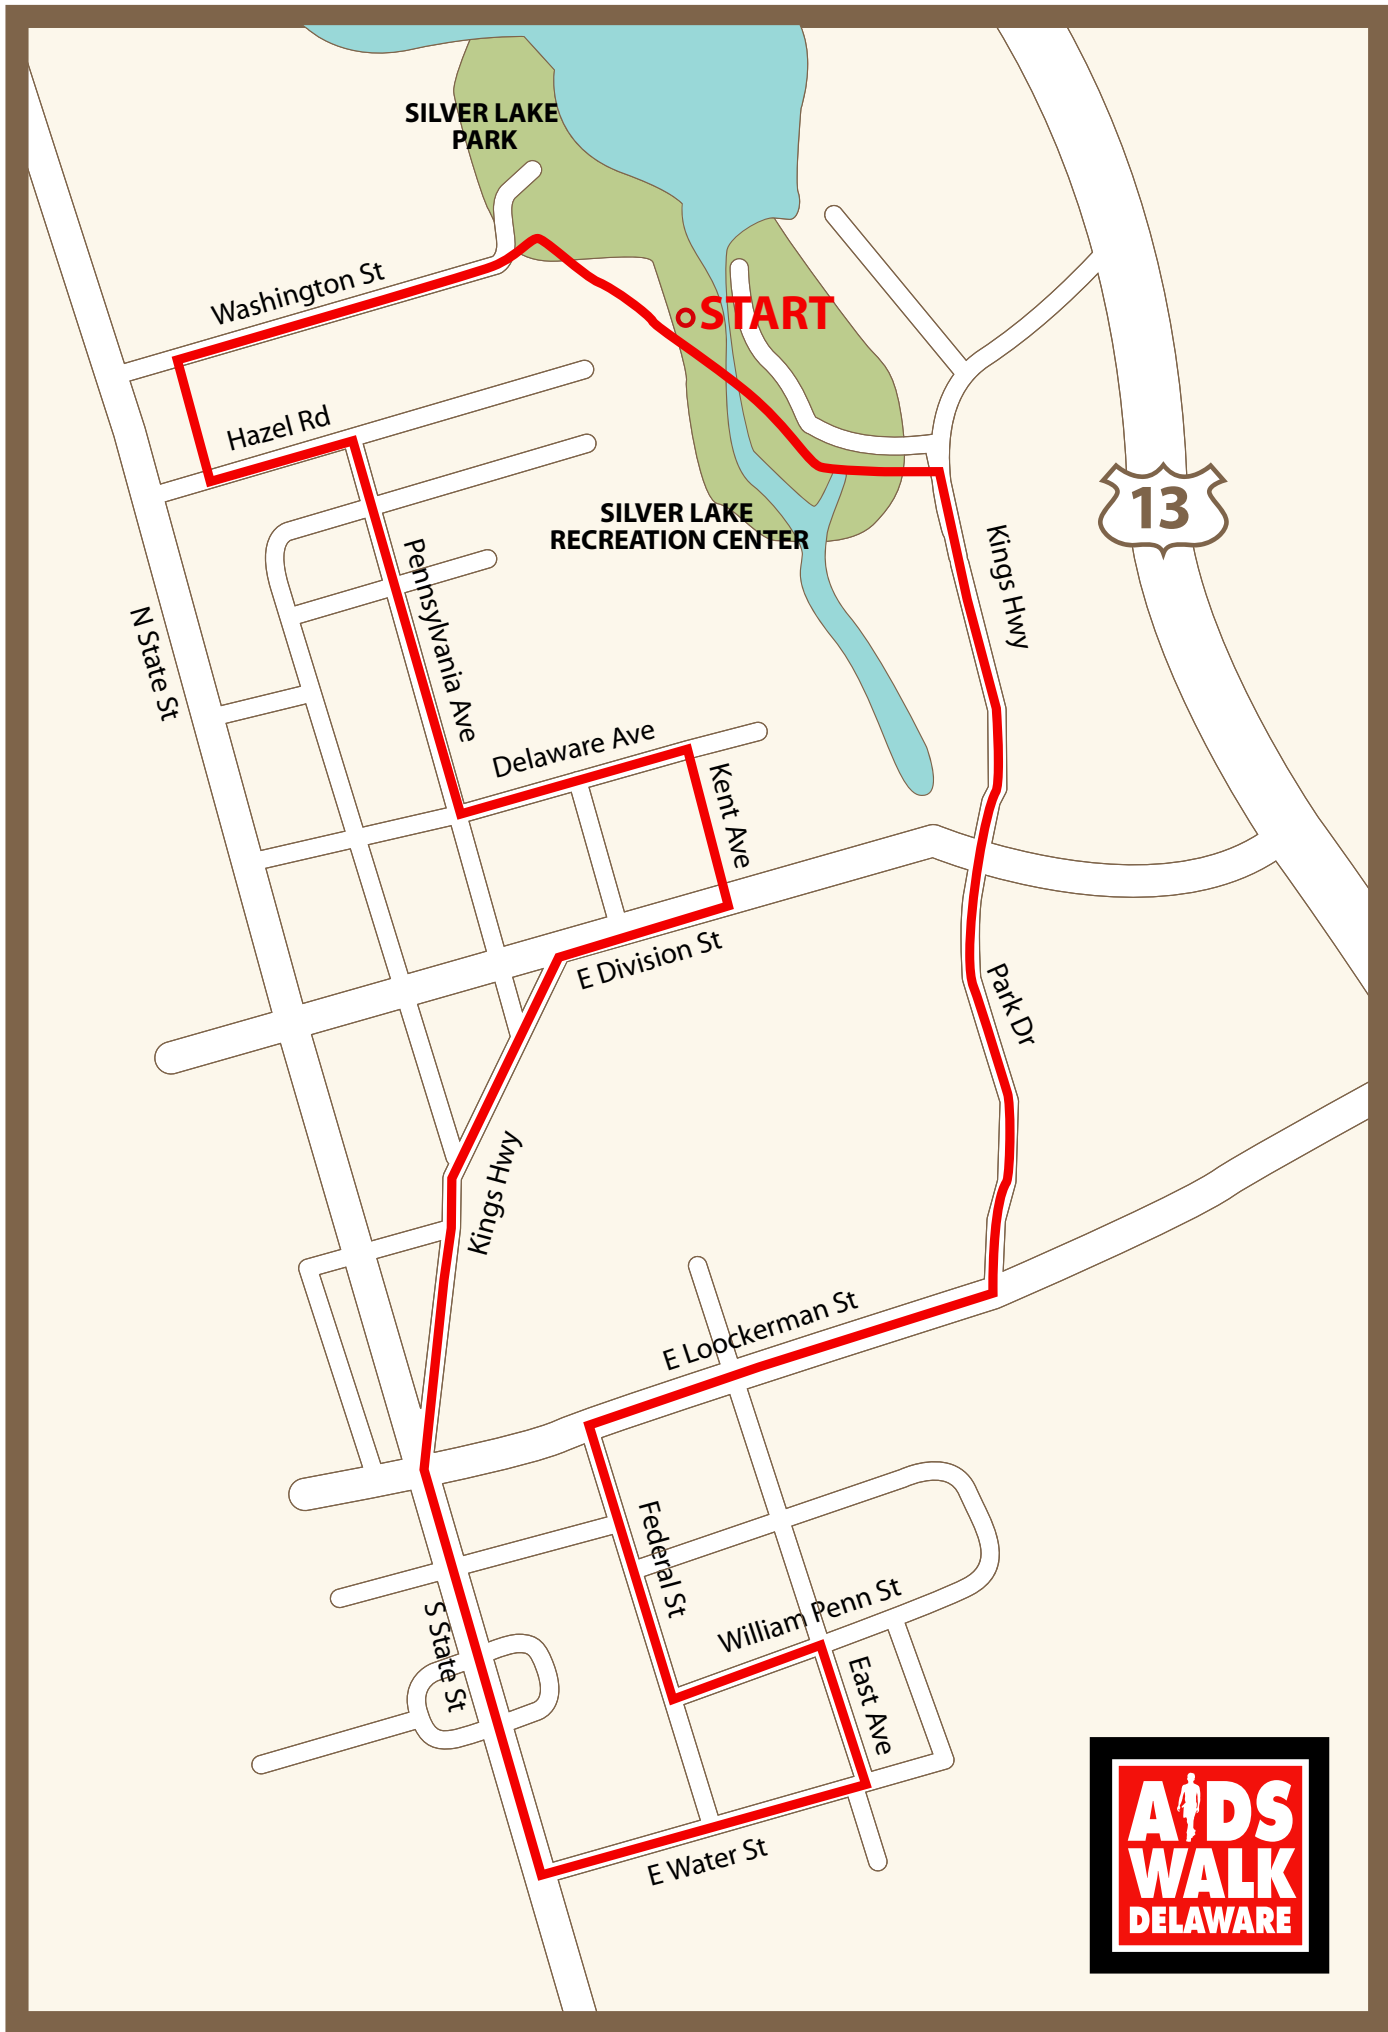 SILVER LAKE
PARK
Washington St
START
Hazel Rd
13
SILVER LAKE
RECREATION CENTER
Kings Hwy
Pennsylvania Ave
N State St
Delaware Ave
Kent Ave
E Division St
Park Dr
Kings Hwy
E Loockerman St
Federal St
William Penn St
S State St
East Ave
E Water St
AIDS
WALK
DELAWARE